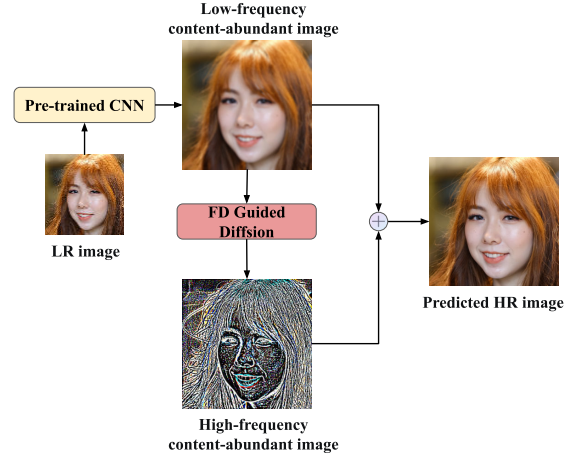 Low-frequency
content-abundant image
Pre-trained CNN
LR image
FD Guided
Diffsion
+
Predicted HR image
High-frequency
content-abundant image